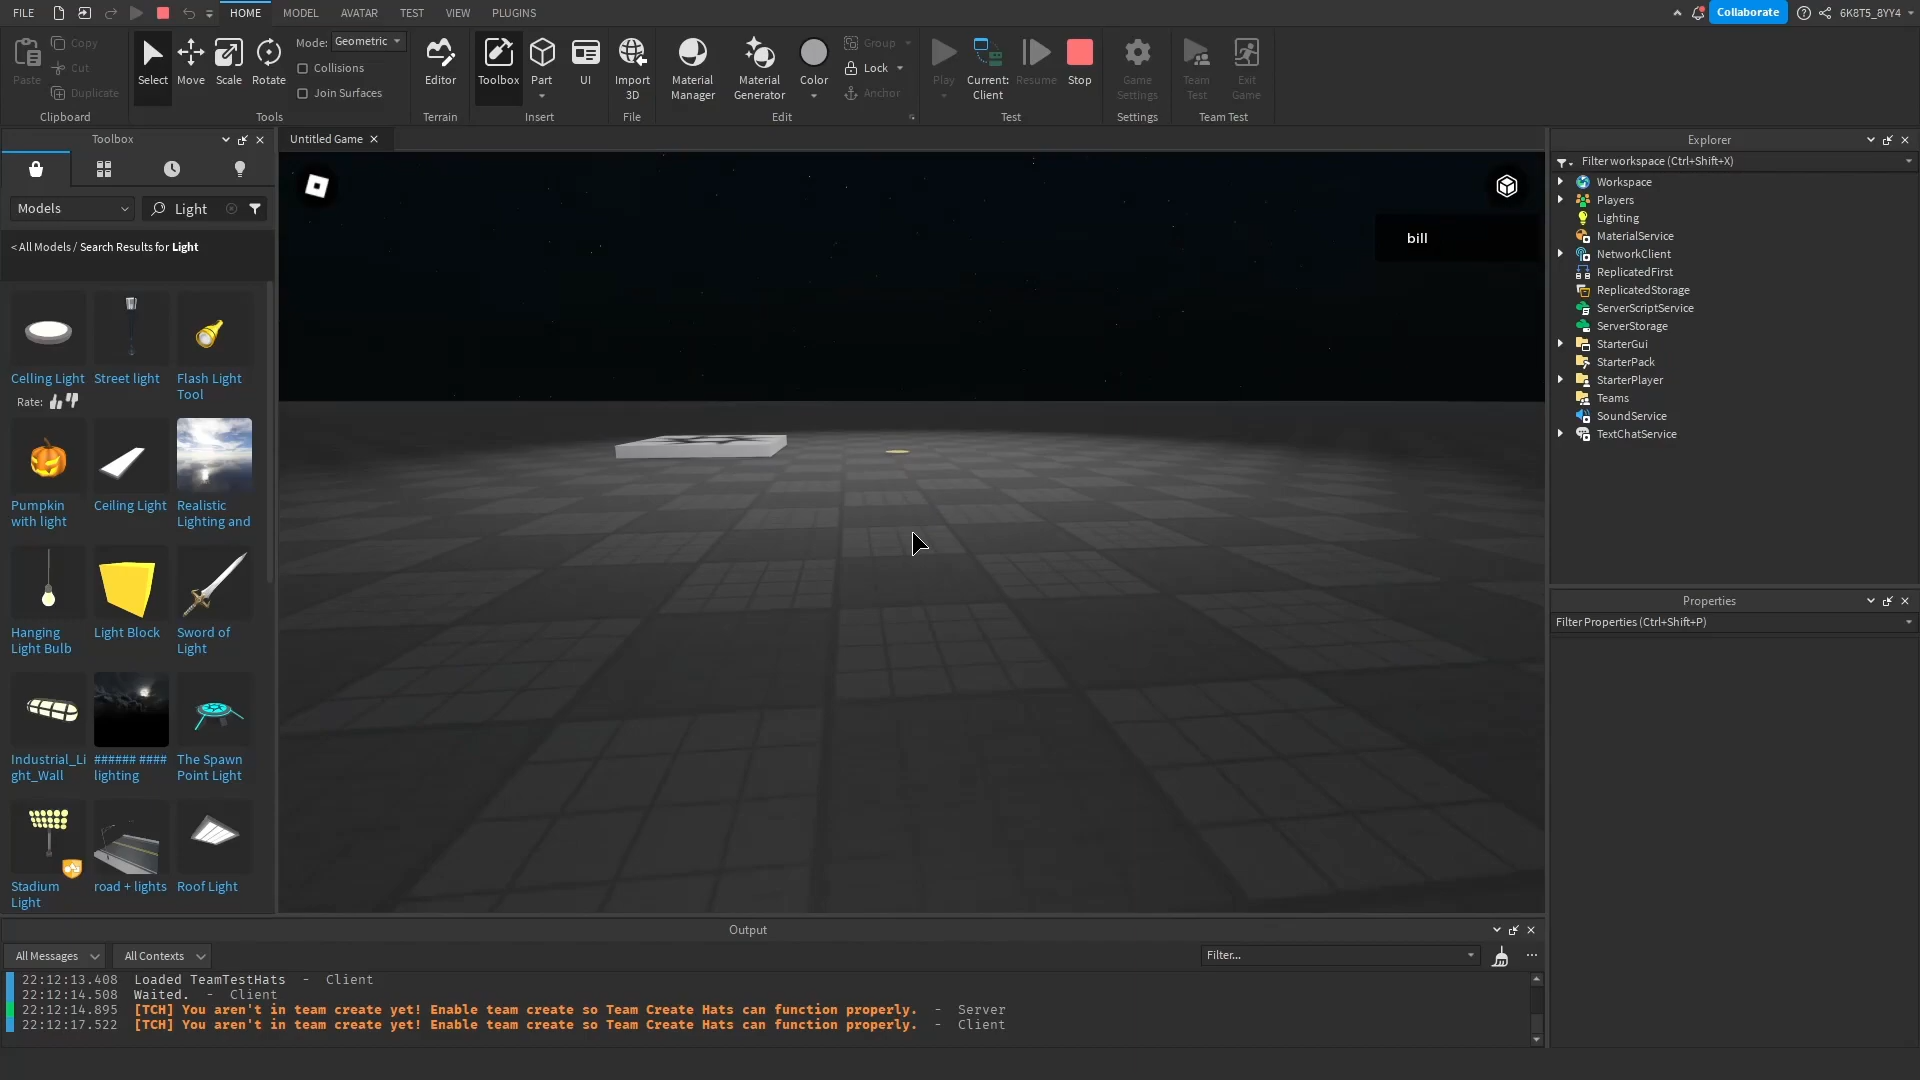 FILE
HOME
MODEL
AVATAR
TEST
VIEW
PLUGINS
Collaborate
6K8T5_8YY4
Paste
Copy
Cut
Duplicate
Clipboard
Select
Move
Scale
Rotate
Mode:
Geometric
Collisions
Join Surfaces
Tools
Editor
Terrain
Toolbox
Part
UI
Insert
Import
3D
File
Material
Manager
Material
Generator
Color
Group
Lock
Anchor
Edit
Play
Current:
Client
Resume
Stop
Test
Game
Settings
Settings
Team
Test
Exit
Game
Team Test
Toolbox
Models
Light
< All Models / Search Results for Light
Celling Light
Street light
Flash Light
Tool
Rate:
Pumpkin
with light
Ceiling Light
Realistic
Lighting and
Hanging
Light Bulb
Light Block
Sword of
Light
Industrial_Li
ght_Wall
###### ####
lighting
The Spawn
Point Light
Stadium
Light
road + lights
Roof Light
Untitled Game
bill
Explorer
Filter workspace (Ctrl+Shift+X)
Workspace
Players
Lighting
MaterialService
NetworkClient
ReplicatedFirst
ReplicatedStorage
ServerScriptService
ServerStorage
StarterGui
StarterPack
StarterPlayer
Teams
SoundService
TextChatService
Properties
Filter Properties (Ctrl+Shift+P)
Output
All Messages
All Contexts
Filter...
22:12:13.408 Loaded TeamTestHats - Client
22:12:14.508 Waited. - Client
22:12:14.895 [TCH] You aren't in team create yet! Enable team create so Team Create Hats can function properly. - Server
22:12:17.522 [TCH] You aren't in team create yet! Enable team create so Team Create Hats can function properly. - Client